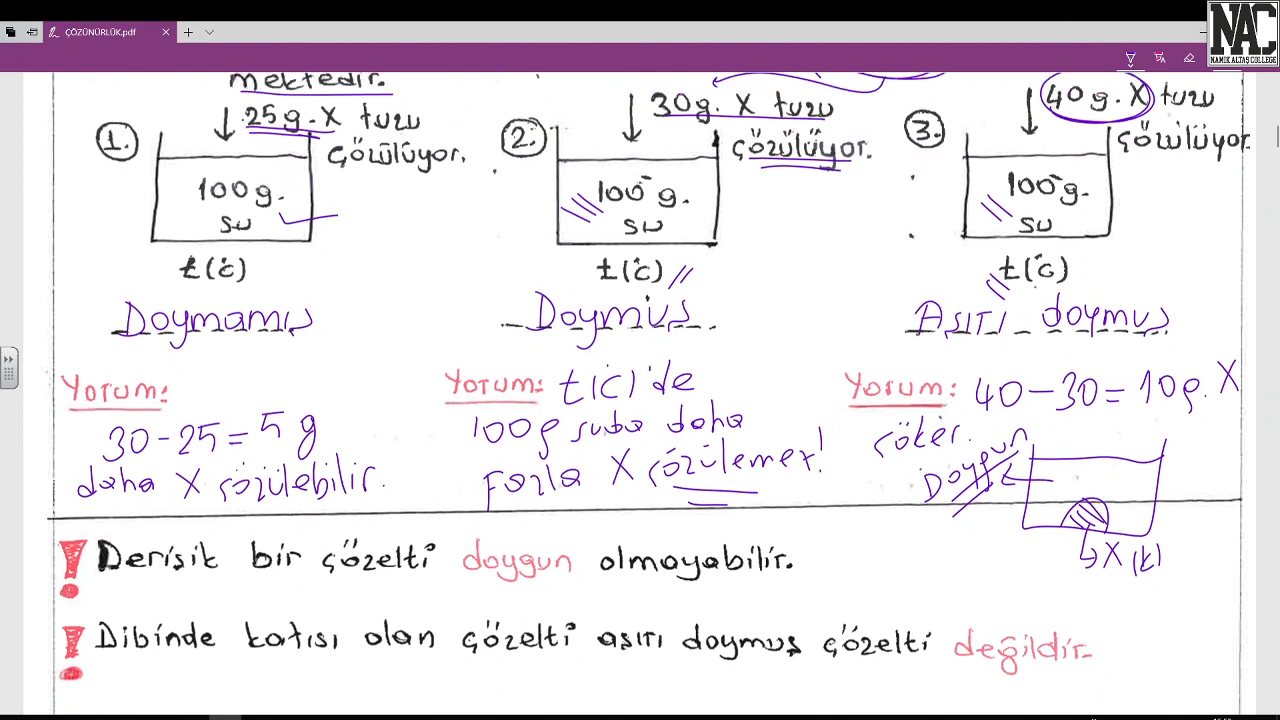 NAC
NAMIK ALTAŞ COLLEGE
ÇÖZÜNÜRLÜK.pdf
mektedir.
1. 25g. X tuzu
çözülüyor.
100g.
su
t(°c)
Doymamış
Yorum:
30-25=5g
daha X çözülebilir.
2. 30g. X tuzu
çözülüyor.
100 g.
su
t(°c)
Doymuş
Yorum: t(°c)'de
100g suda daha
fazla X çözülemez!
3. 40g. X tuzu
çözülüyor.
100 g.
su
t(°c)
Aşırı doymuş
Yorum: 40-30=10g. X
çöker.
Doygun
X(k)
! Derişik bir çözelti doygun olmayabilir.
! Dibinde katısı olan çözelti aşırı doymuş çözelti değildir.